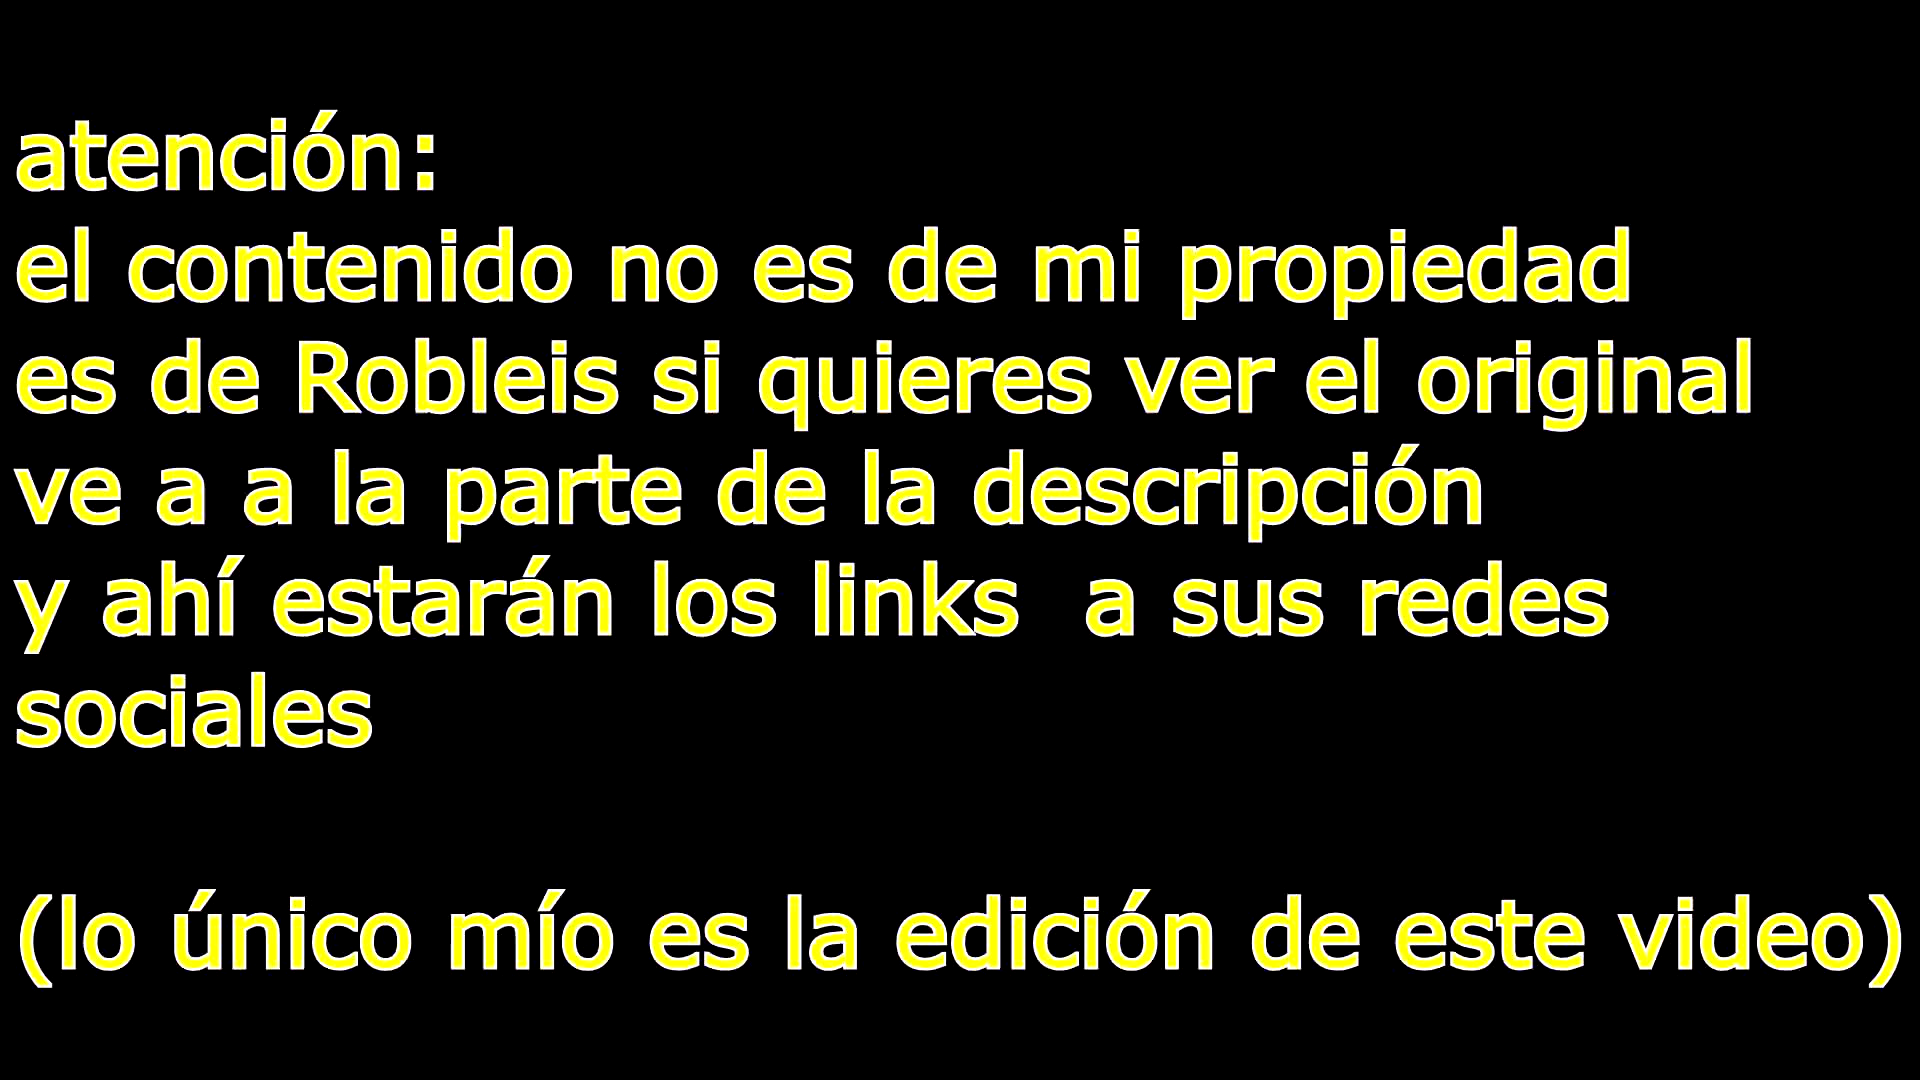 atención:
el contenido no es de mi propiedad
es de Robleis si quieres ver el original
ve a a la parte de la descripción
y ahí estarán los links  a sus redes
sociales
(lo único mío es la edición de este video)